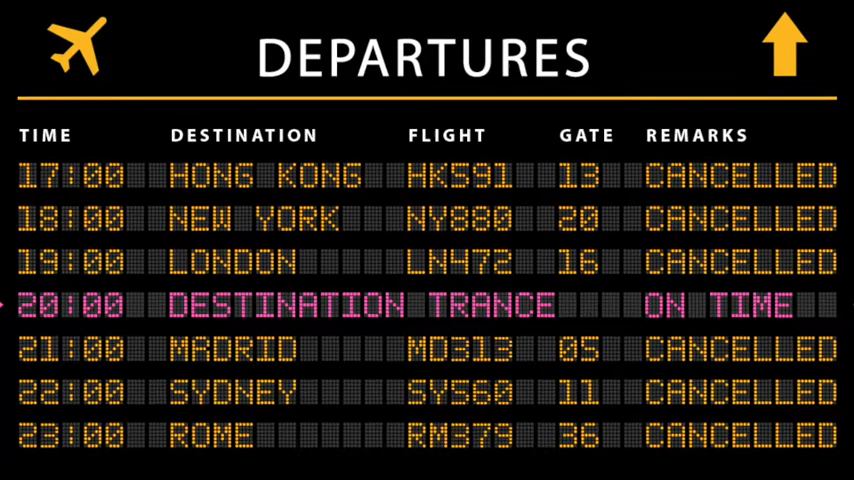 DEPARTURES
TIME DESTINATION FLIGHT GATE REMARKS
17:00 HONG KONG HK591 13 CANCELLED
18:00 NEW YORK NY880 20 CANCELLED
19:00 LONDON LN472 16 CANCELLED
20:00 DESTINATION TRANCE ON TIME
21:00 MADRID MD313 05 CANCELLED
22:00 SYDNEY SY560 11 CANCELLED
23:00 ROME RM379 36 CANCELLED